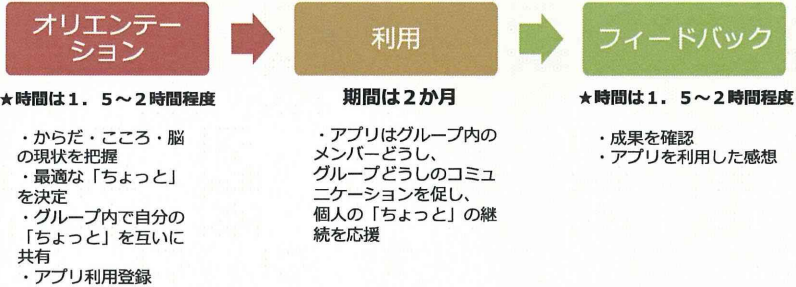 オリエンテー
ション
★時間は1．5～2時間程度
・からだ・こころ・脳
の現状を把握
・最適な「ちょっと」
を決定
・グループ内で自分の
「ちょっと」を互いに
共有
・アプリ利用登録
利用
期間は２か月
・アプリはグループ内の
メンバーどうし、
グループどうしのコミュ
ニケーションを促し、
個人の「ちょっと」の継
続を応援
フィードバック
★時間は1．5～2時間程度
・成果を確認
・アプリを利用した感想